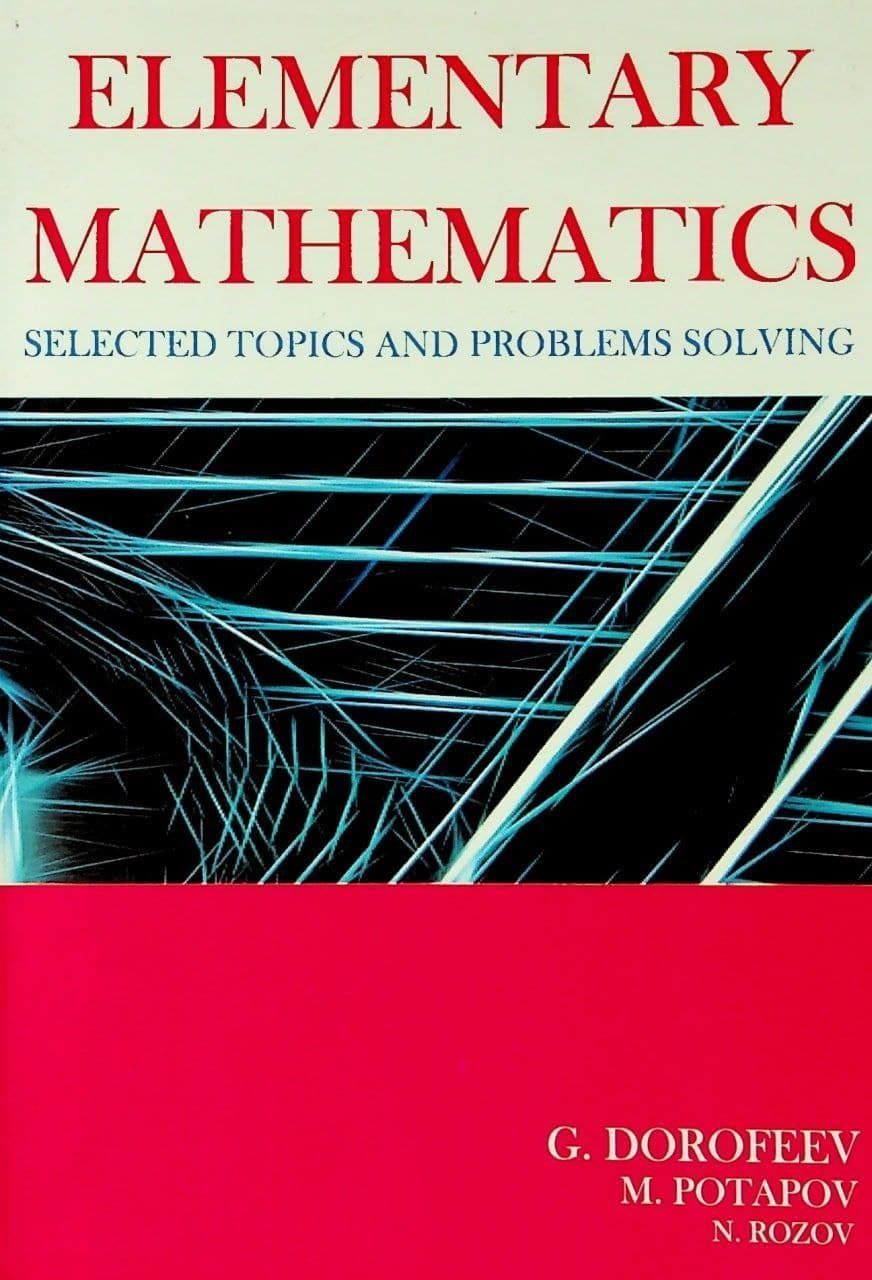 ELEMENTARY
MATHEMATICS
SELECTED TOPICS AND PROBLEMS SOLVING
G. DOROFEEV
M. POTAPOV
N. ROZOV